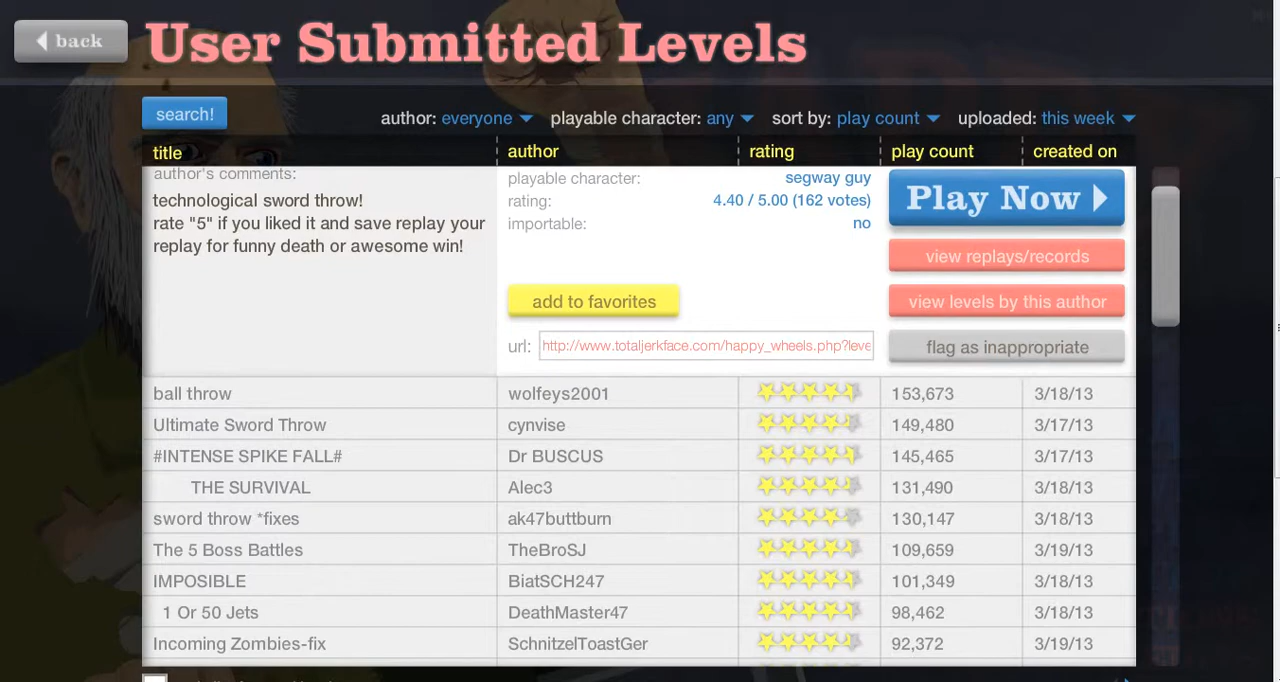 back
User Submitted Levels
search!
author: everyone playable character: any sort by: play count uploaded: this week
title author rating play count created on
author's comments:
technological sword throw!
rate "5" if you liked it and save replay your
replay for funny death or awesome win!
playable character: segway guy
rating: 4.40 / 5.00 (162 votes)
importable: no
add to favorites
url: http://www.totaljerkface.com/happy_wheels.php?leve
Play Now
view replays/records
view levels by this author
flag as inappropriate
ball throw wolfeys2001 153,673 3/18/13
Ultimate Sword Throw cynvise 149,480 3/17/13
#INTENSE SPIKE FALL# Dr BUSCUS 145,465 3/17/13
THE SURVIVAL Alec3 131,490 3/18/13
sword throw *fixes ak47buttburn 130,147 3/18/13
The 5 Boss Battles TheBroSJ 109,659 3/19/13
IMPOSIBLE BiatSCH247 101,349 3/18/13
1 Or 50 Jets DeathMaster47 98,462 3/18/13
Incoming Zombies-fix SchnitzelToastGer 92,372 3/19/13